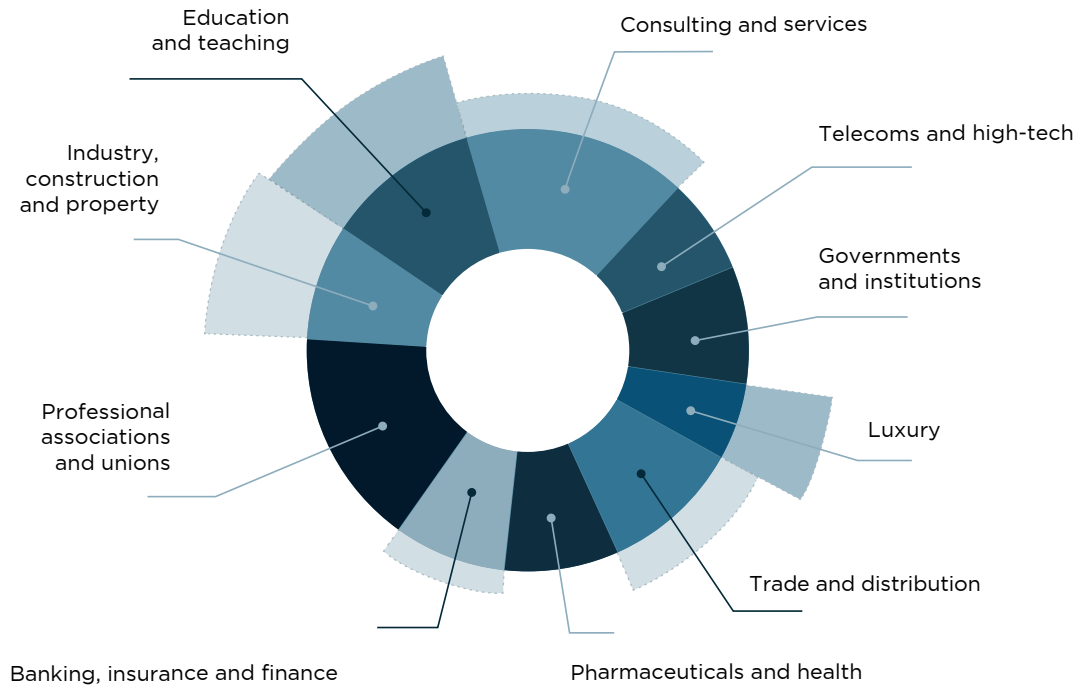 Education
and teaching
Consulting and services
Telecoms and high-tech
Industry,
construction
and property
Governments
and institutions
Professional
associations
and unions
Luxury
Trade and distribution
Banking, insurance and finance
Pharmaceuticals and health